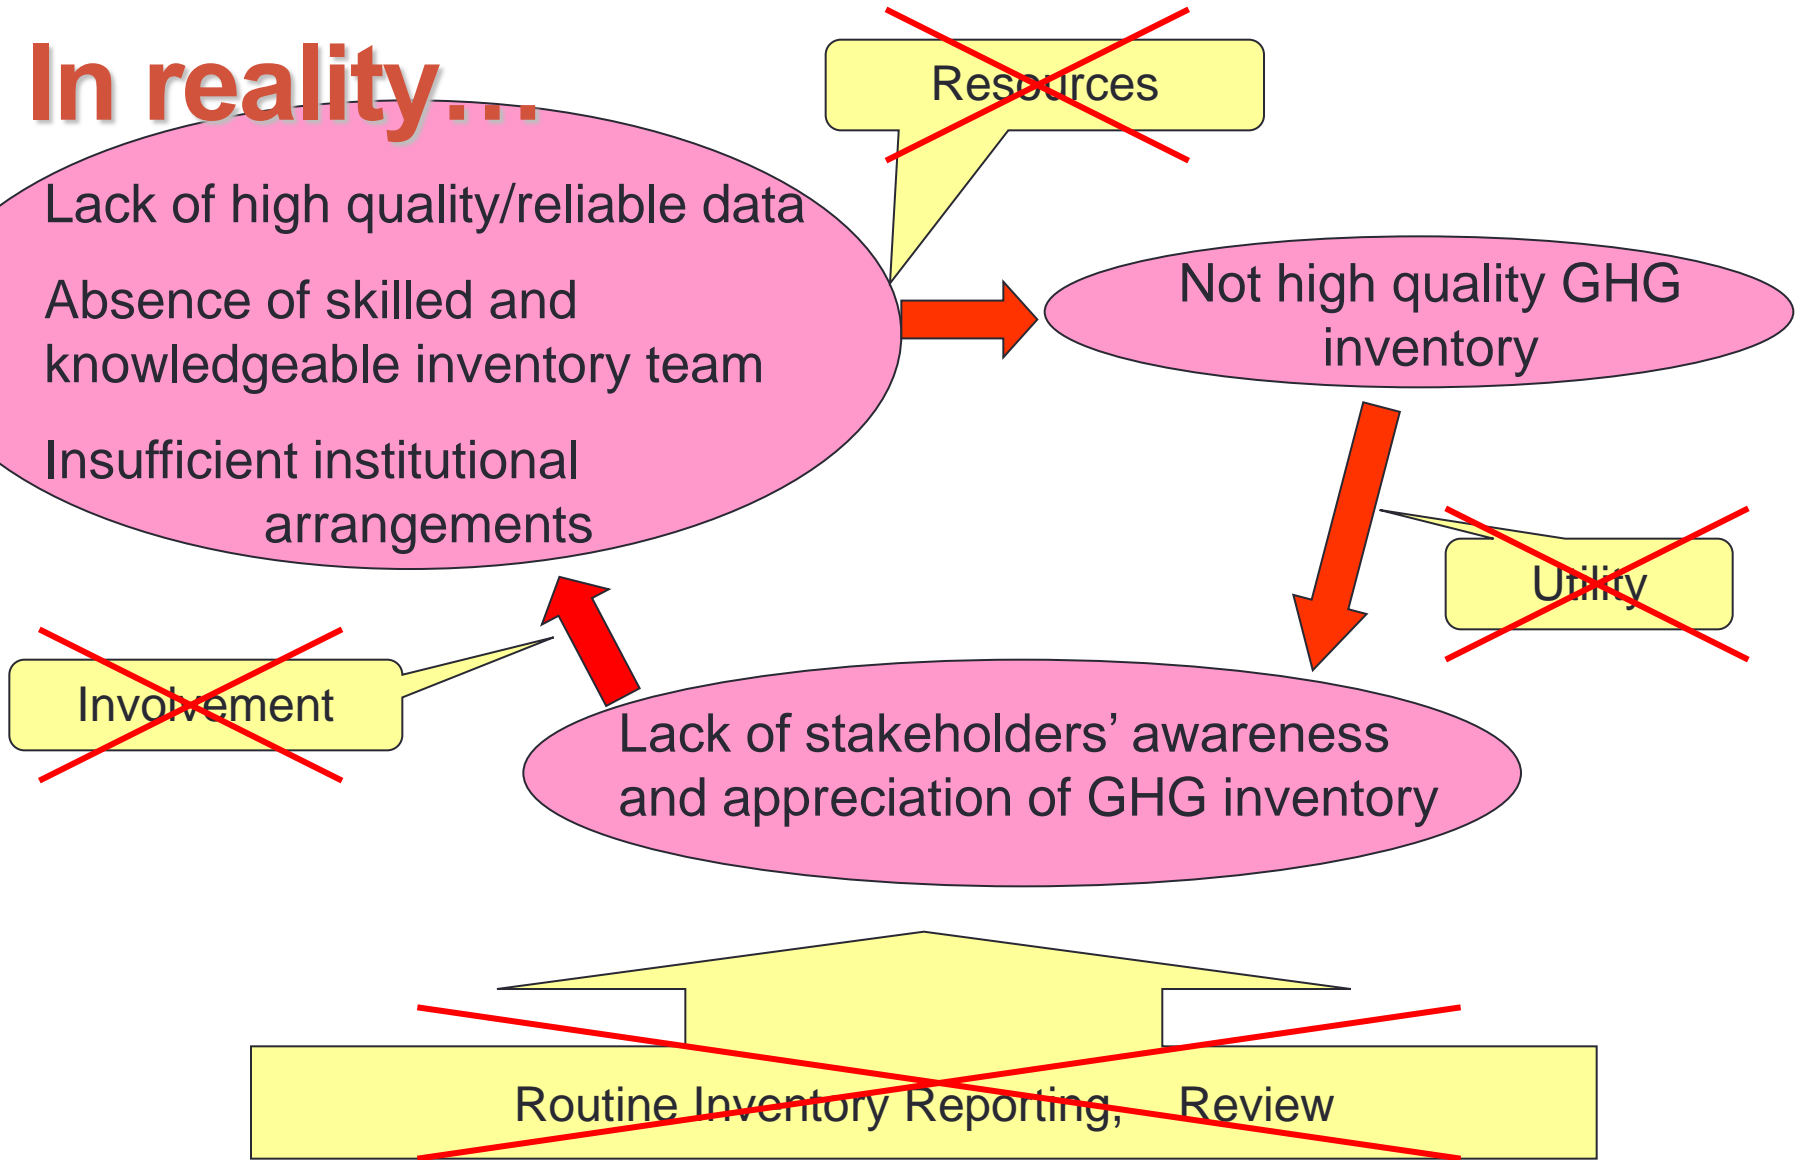 In reality…
Resources
Lack of high quality/reliable data
Absence of skilled and
knowledgeable inventory team
Insufficient institutional
arrangements
Not high quality GHG
inventory
Utility
Involvement
Lack of stakeholders’ awareness
and appreciation of GHG inventory
Routine Inventory Reporting, Review